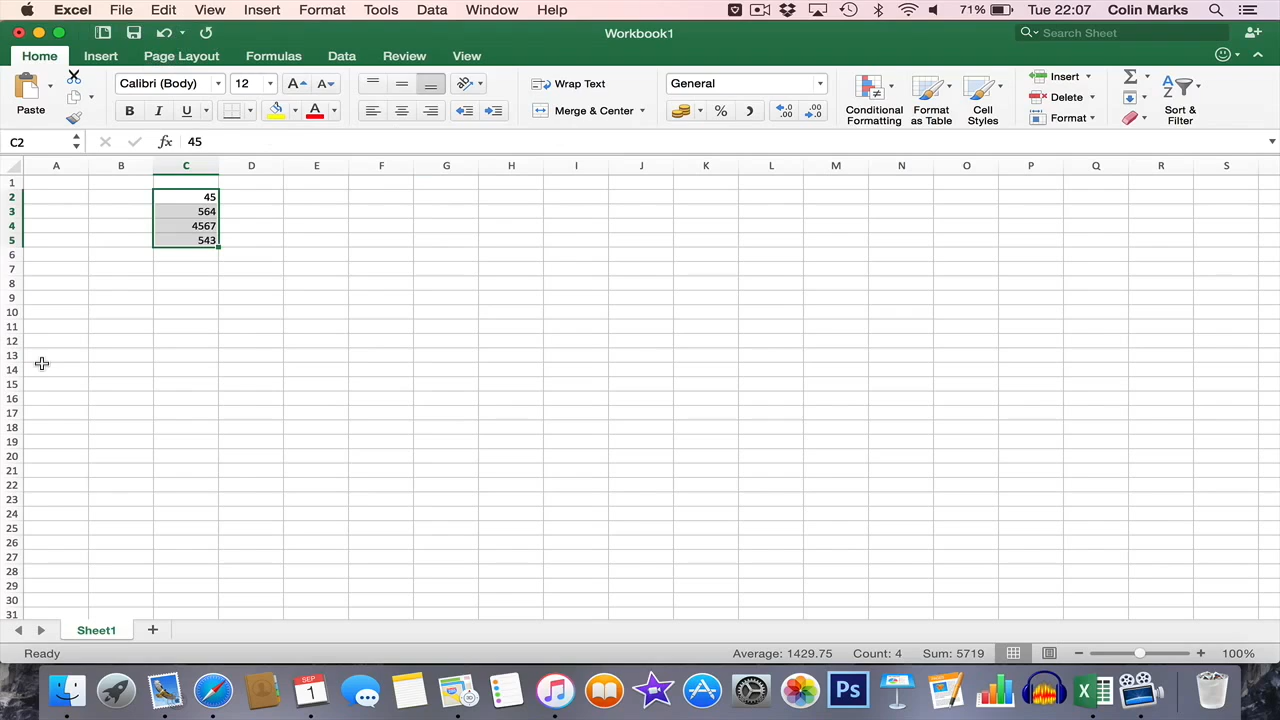 Excel File Edit View Insert Format Tools Data Window Help 71% Tue 22:07 Colin Marks
Workbook1 Search Sheet
Home Insert Page Layout Formulas Data Review View
Paste Calibri (Body) 12 A A Wrap Text General Conditional Formatting Format as Table Cell Styles Insert Sort & Filter
B I U A Merge & Center % Delete
Format
C2 fx 45
A B C D E F G H I J K L M N O P Q R S
1
2 45
3 564
4 4567
5 543
6
7
8
9
10
11
12
13
14
15
16
17
18
19
20
21
22
23
24
25
26
27
28
29
30
31
Sheet1 +
Ready Average: 1429.75 Count: 4 Sum: 5719 100%
SEP
1
Ps